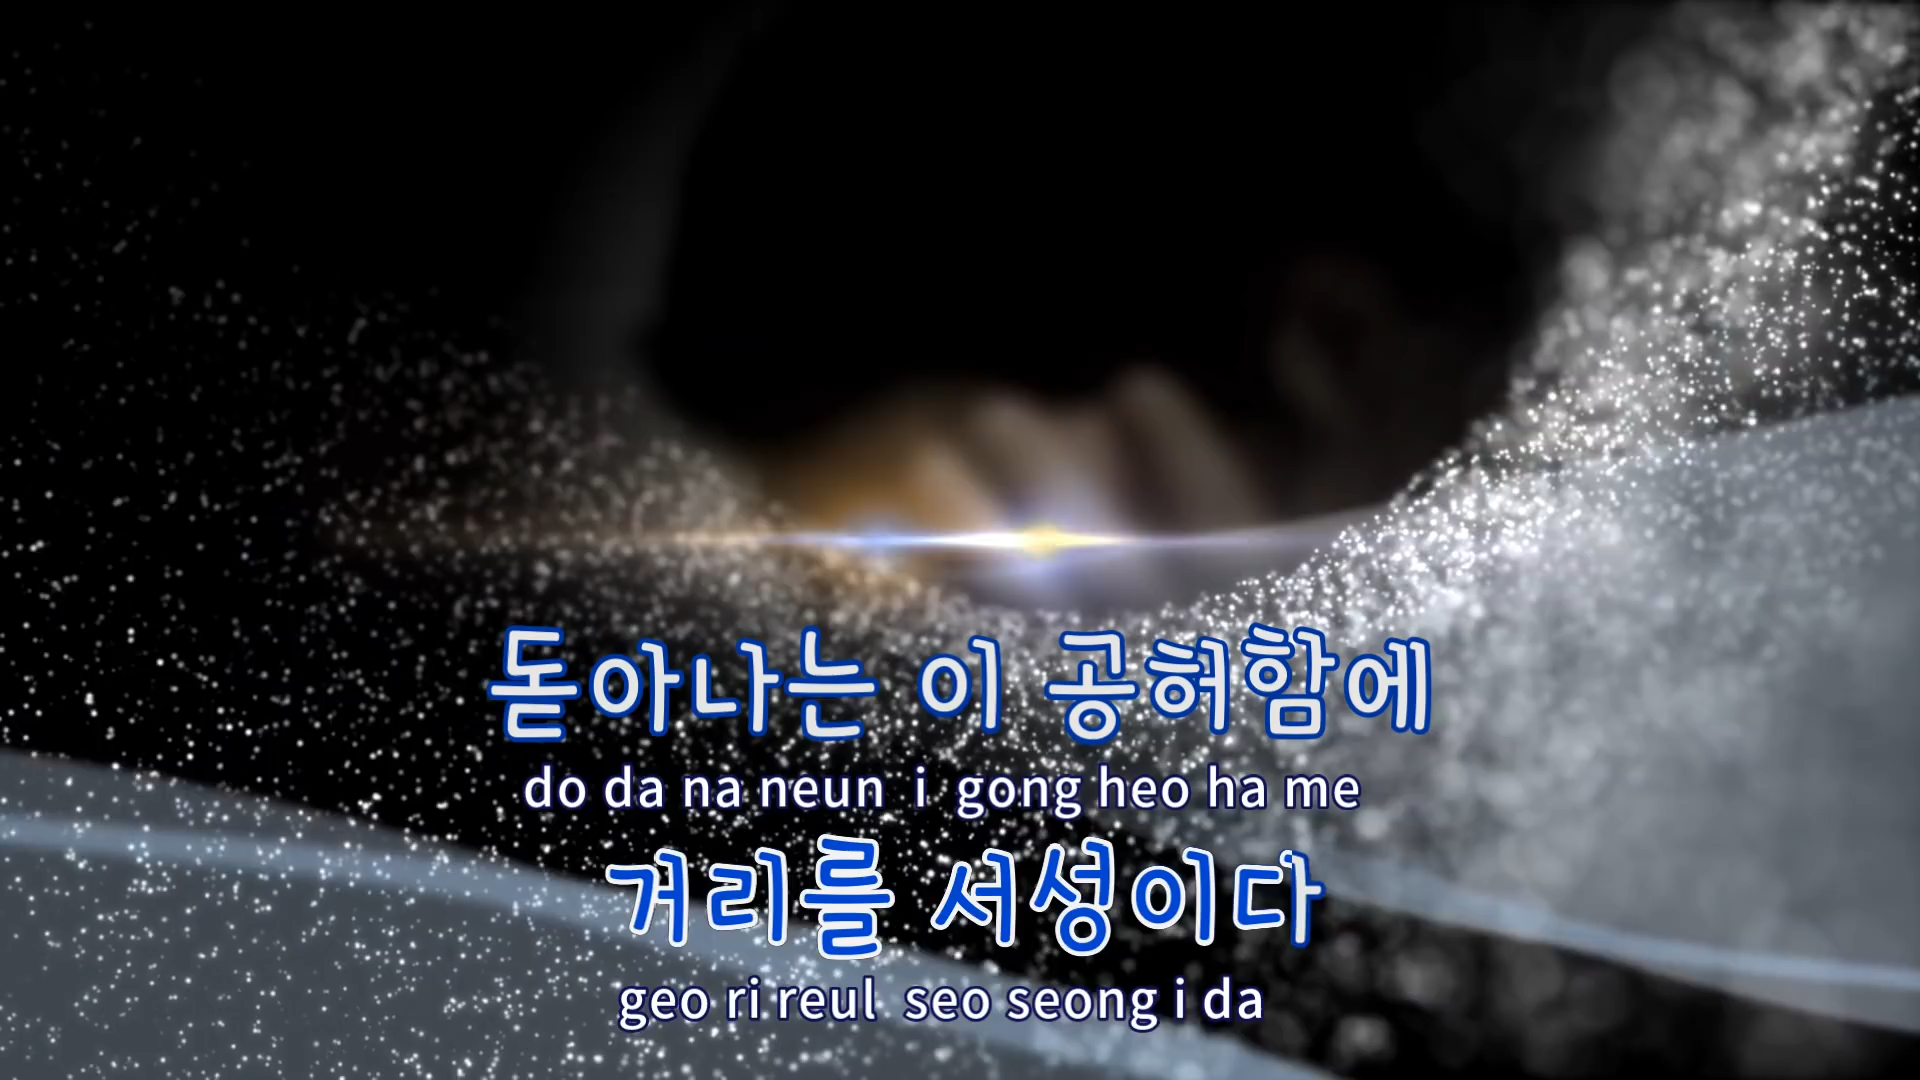 돋아나는 이 공허함에
do da na neun i gong heo ha me
거리를 서성이다
geo ri reul seo seong i da